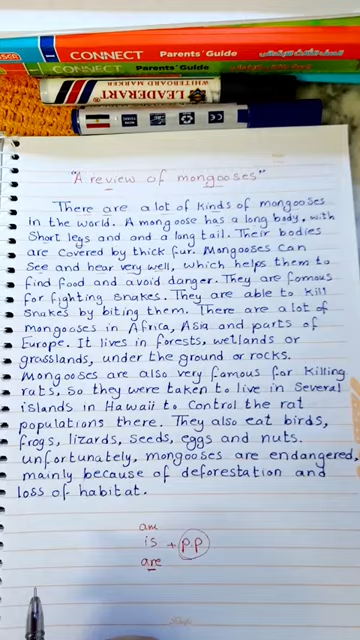 CONNECT Parents' Guide
CONNECT Parents' Guide
LEADERART WHITEBOARD MARKER
"A review of mongooses"
There are a lot of kinds of mongooses
in the world. A mongoose has a long body, with
short legs and and a long tail. Their bodies
are covered by thick fur. Mongooses can
see and hear very well, which helps them to
find food and avoid danger. They are famous
for fighting snakes. They are able to kill
snakes by biting them. There are a lot of
mongooses in Africa, Asia and parts of
Europe. It lives in forests, wetlands or
grasslands, under the ground or rocks.
Mongooses are also very famous for killing
rats, so they were taken to live in several
islands in Hawaii to control the rat
populations there. They also eat birds,
frogs, lizards, seeds, eggs and nuts.
unfortunately, mongooses are endangered,
mainly because of deforestation and
loss of habitat.
am
is + p.p
are